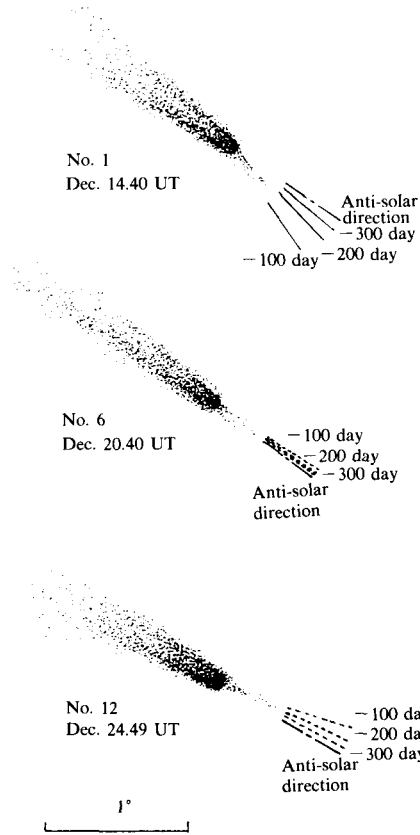 No. 1
Dec. 14.40 UT
Anti-solar
direction
−300 day
−200 day
−100 day
No. 6
Dec. 20.40 UT
−100 day
−200 day
−300 day
Anti-solar
direction
No. 12
Dec. 24.49 UT
−100 da
−200 da
−300 day
Anti-solar
direction
1°